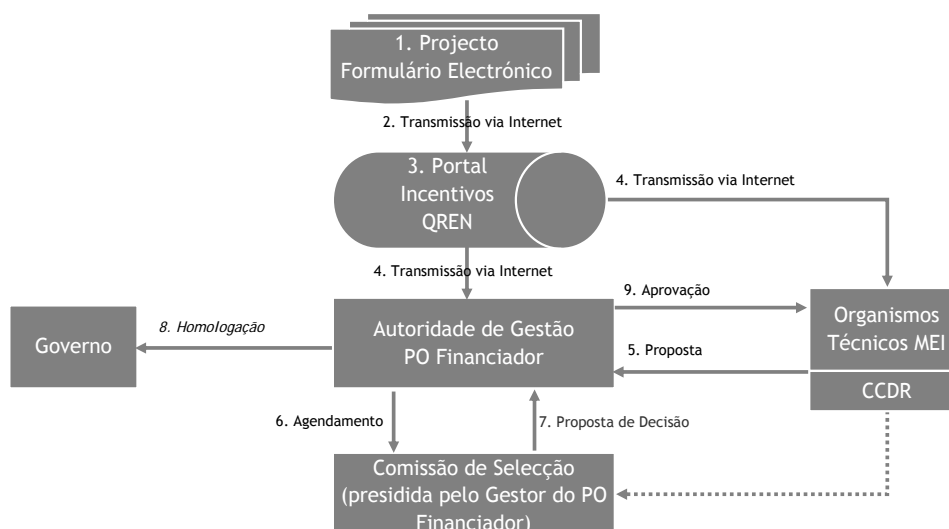 1. Projecto
Formulário Electrónico
2. Transmissão via Internet
3. Portal
Incentivos
QREN
4. Transmissão via Internet
4. Transmissão via Internet
9. Aprovação
Organismos
Técnicos MEI
8. Homologação
Governo
Autoridade de Gestão
PO Financiador
5. Proposta
CCDR
6. Agendamento
7. Proposta de Decisão
Comissão de Selecção
(presidida pelo Gestor do PO
Financiador)